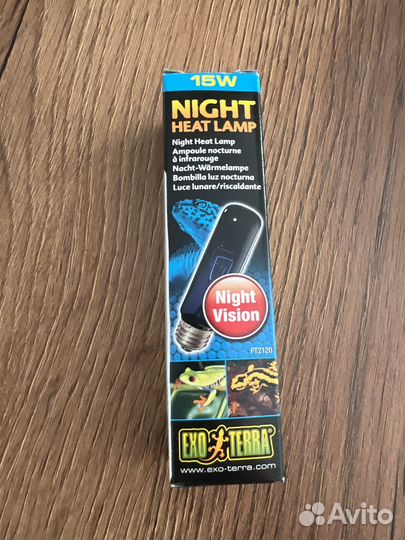 15W
NIGHT
HEAT LAMP
Night Heat Lamp
Ampoule nocturne
à infrarouge
Nacht-Wärmelampe
Bombilla luz nocturna
Luce lunare/riscaldante
Night
Vision
PT2120
EXO TERRA®
www.exo-terra.com
Avito